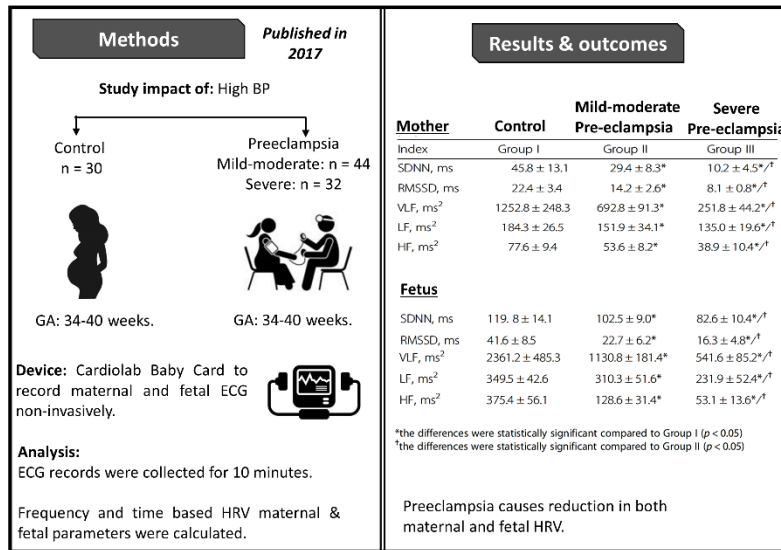 Methods
Published in
2017
Study impact of: High BP
Control
n = 30
Preeclampsia
Mild-moderate: n = 44
Severe: n = 32
GA: 34-40 weeks.
GA: 34-40 weeks.
Device: Cardiolab Baby Card to
record maternal and fetal ECG
non-invasively.
Analysis:
ECG records were collected for 10 minutes.
Frequency and time based HRV maternal &
fetal parameters were calculated.
Results & outcomes
Mother Control Mild-moderate Pre-eclampsia Severe Pre-eclampsia
Index Group I Group II Group III
SDNN, ms 45.8 ± 13.1 29.4 ± 8.3* 10.2 ± 4.5*/†
RMSSD, ms 22.4 ± 3.4 14.2 ± 2.6* 8.1 ± 0.8*/†
VLF, ms² 1252.8 ± 248.3 692.8 ± 91.3* 251.8 ± 44.2*/†
LF, ms² 184.3 ± 26.5 151.9 ± 34.1* 135.0 ± 19.6*/†
HF, ms² 77.6 ± 9.4 53.6 ± 8.2* 38.9 ± 10.4*/†
Fetus
SDNN, ms 119. 8 ± 14.1 102.5 ± 9.0* 82.6 ± 10.4*/†
RMSSD, ms 41.6 ± 8.5 22.7 ± 6.2* 16.3 ± 4.8*/†
VLF, ms² 2361.2 ± 485.3 1130.8 ± 181.4* 541.6 ± 85.2*/†
LF, ms² 349.5 ± 42.6 310.3 ± 51.6* 231.9 ± 52.4*/†
HF, ms² 375.4 ± 56.1 128.6 ± 31.4* 53.1 ± 13.6*/†
*the differences were statistically significant compared to Group I (p < 0.05)
†the differences were statistically significant compared to Group II (p < 0.05)
Preeclampsia causes reduction in both
maternal and fetal HRV.